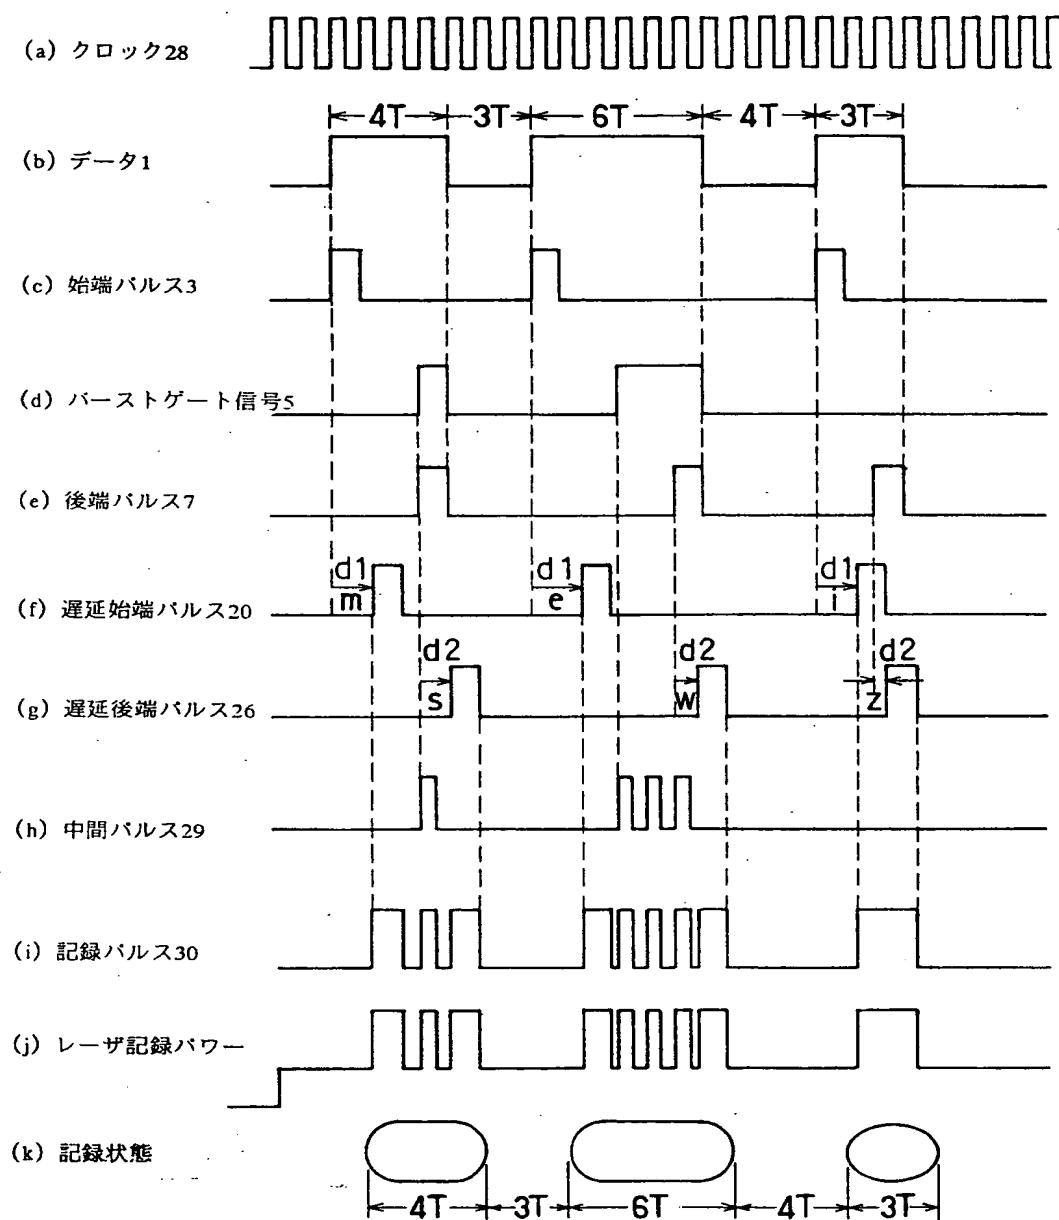 (a) クロック28
4T 3T 6T 4T 3T
(b) データ1
(c) 始端パルス3
(d) バーストゲート信号5
(e) 後端パルス7
d1 d1 d1
m e i
(f) 遅延始端パルス20
d2 d2 d2
s w z
(g) 遅延後端パルス26
(h) 中間パルス29
(i) 記録パルス30
(j) レーザ記録パワー
(k) 記録状態
4T 3T 6T 4T 3T